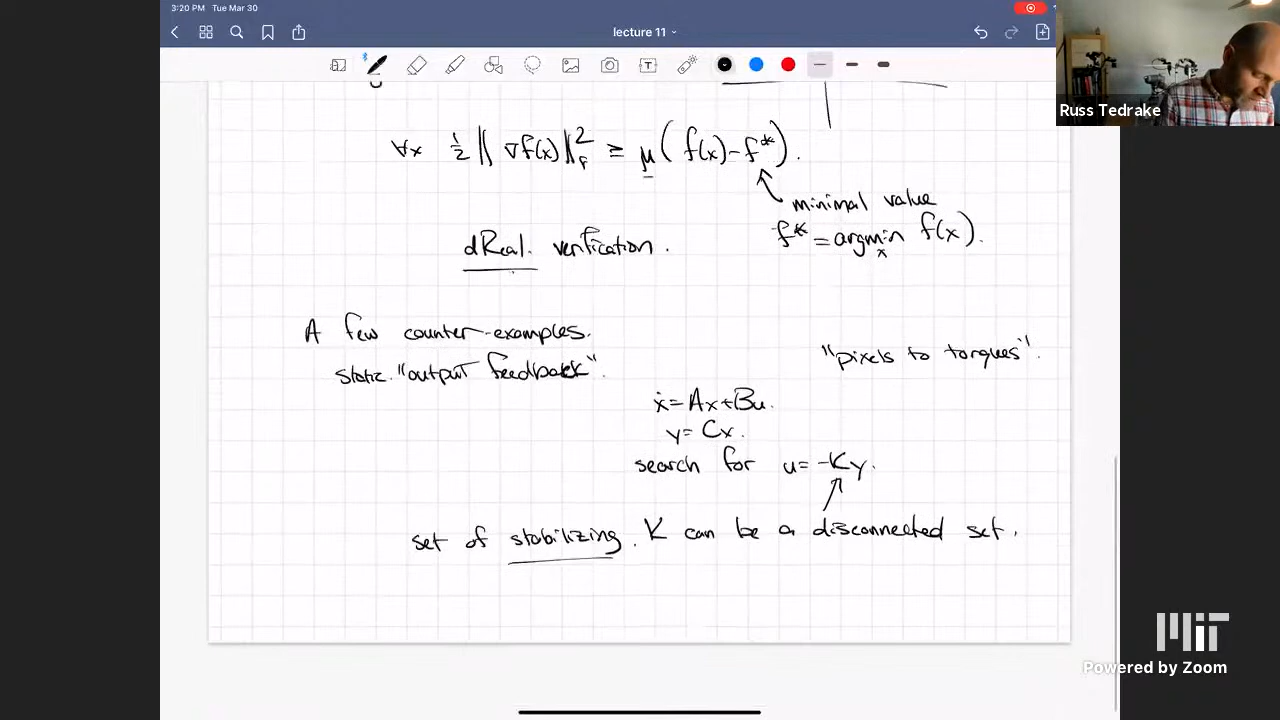 3:20 PM Tue Mar 30
lecture 11
Russ Tedrake
∀x ½‖∇f(x)‖²_F ≥ μ(f(x)-f*).
minimal value
f* = argmin f(x).
x
dReal. verification.
A few counter-examples.
static "output feedback".
"pixels to torques".
ẋ = Ax+Bu.
y = Cx.
search for u = -Ky.
set of stabilizing. K can be a disconnected set.
MIT
Powered by Zoom